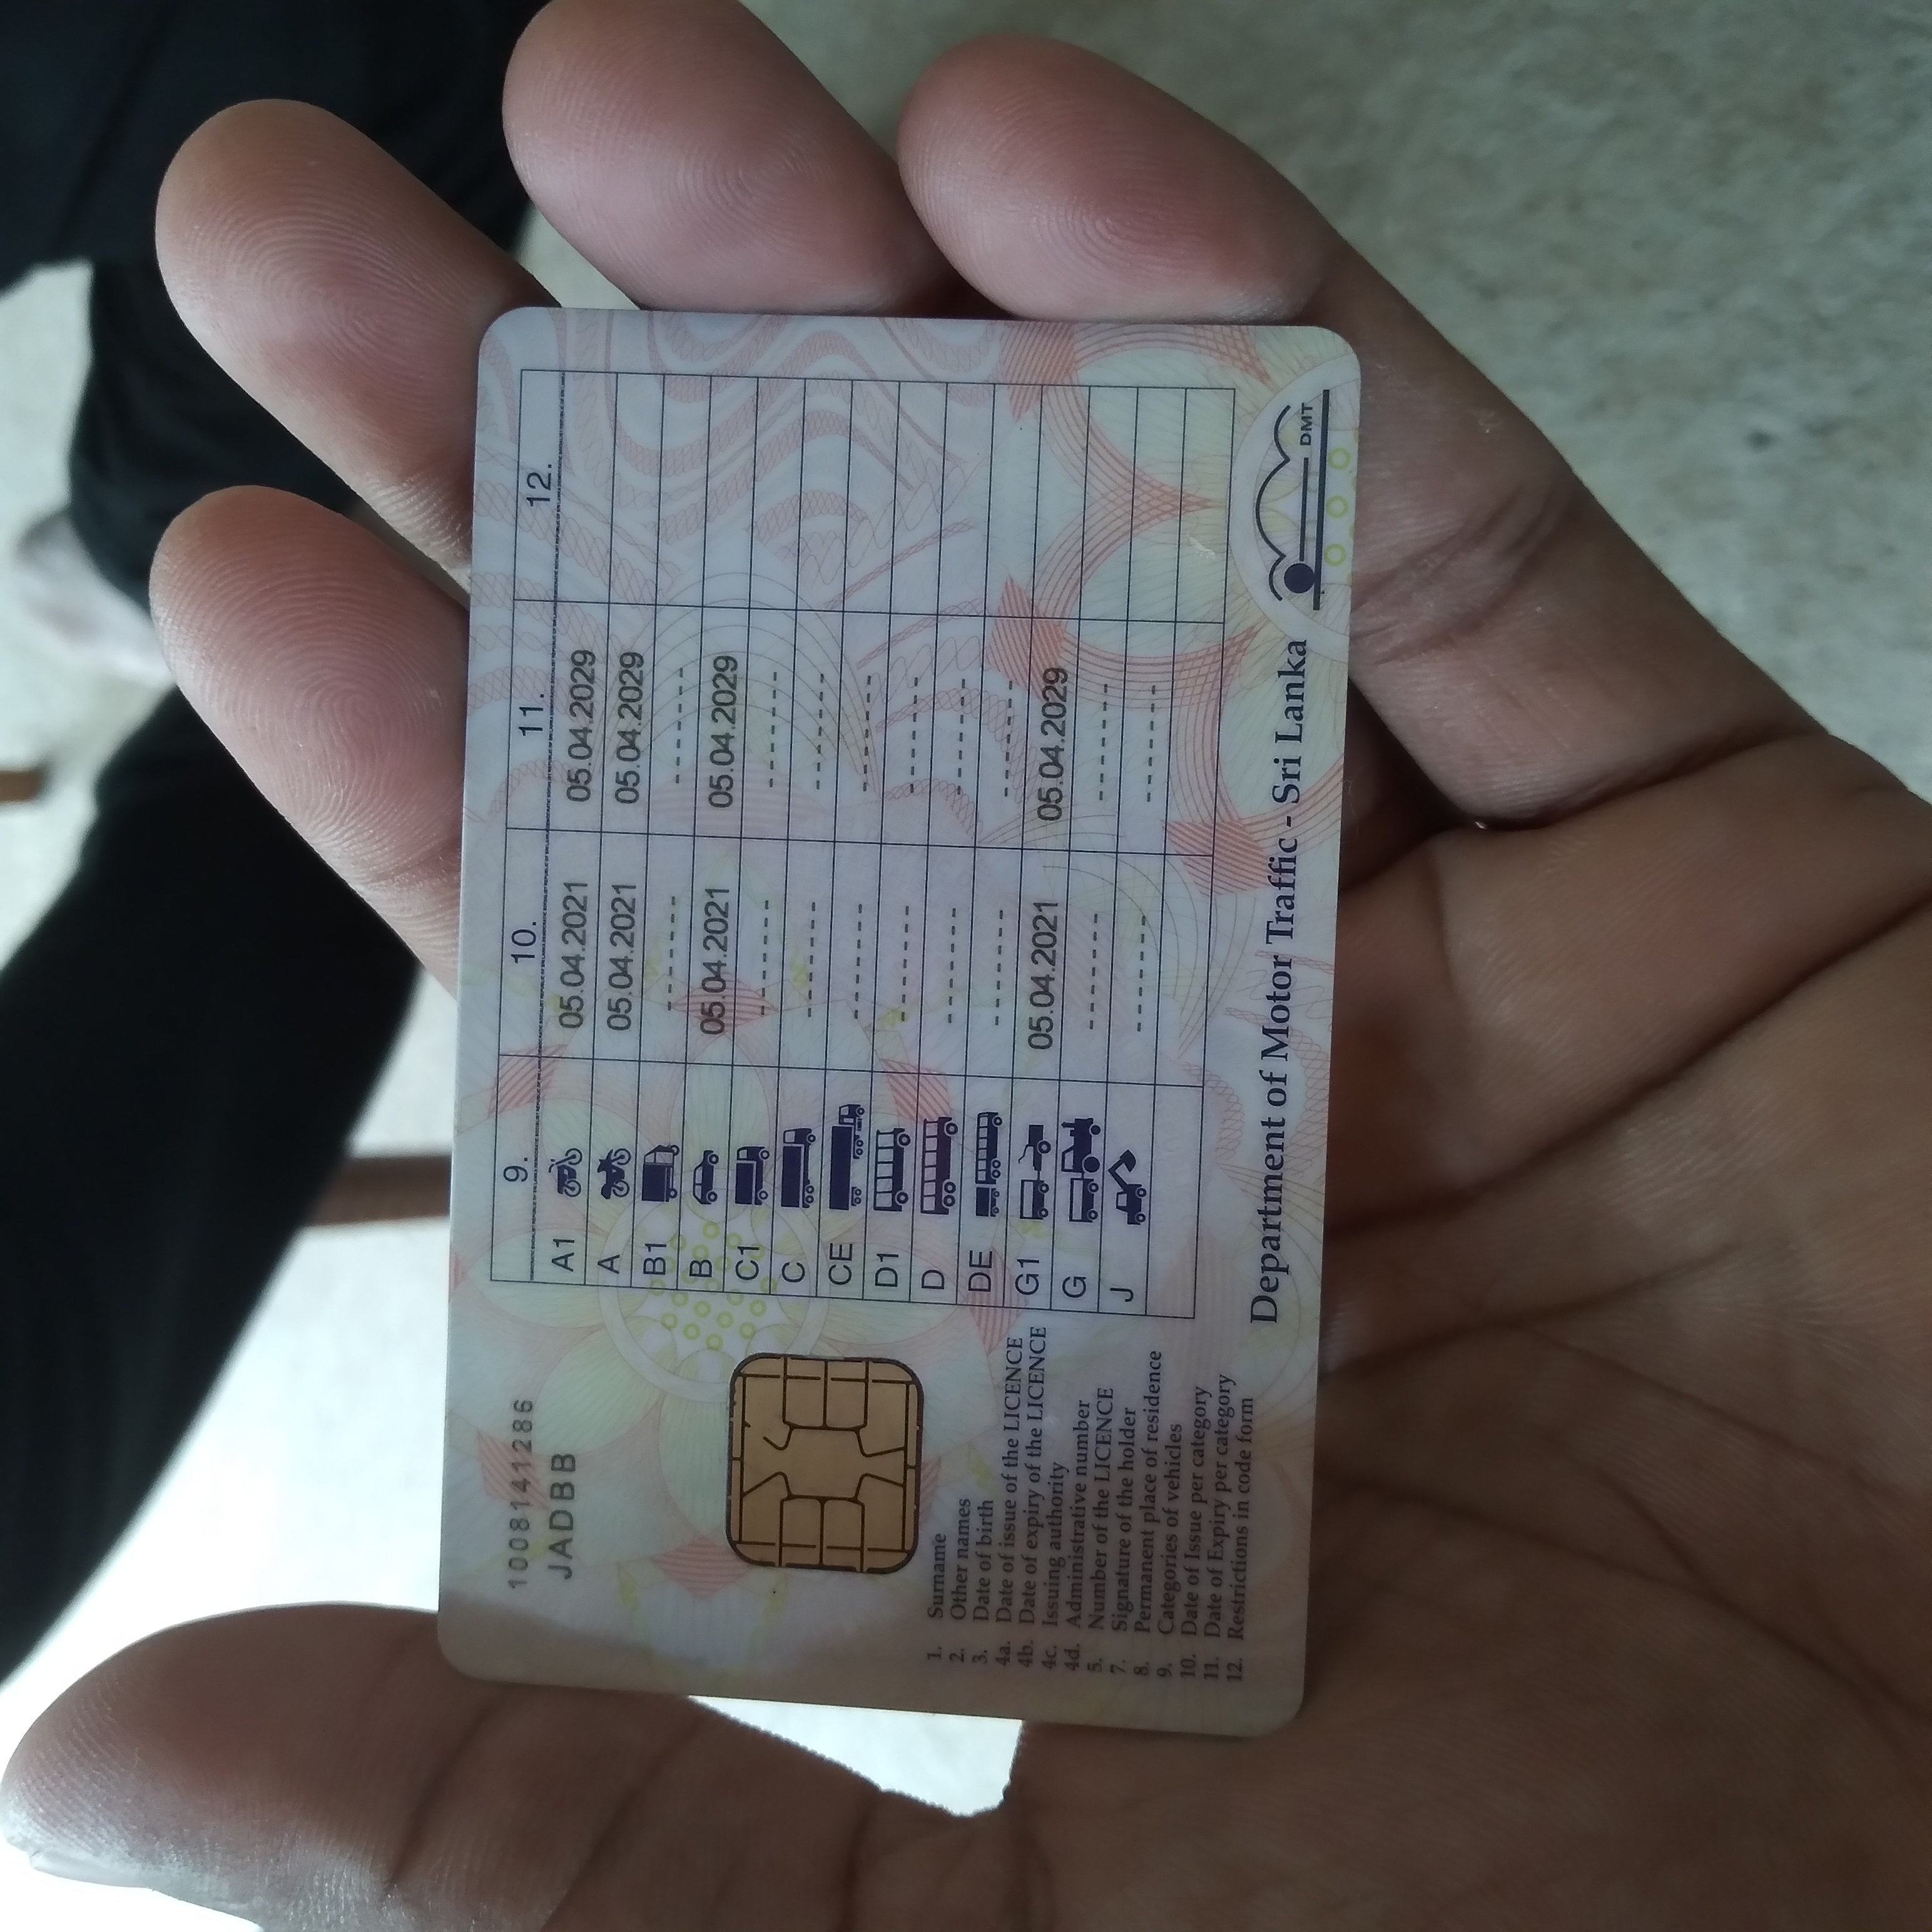 1008141286
JADBB
9. 10. 11. 12.
A1 05.04.2021 05.04.2029
A 05.04.2021 05.04.2029
B1 ------- -------
B 05.04.2021 05.04.2029
C1 ------- -------
C ------- -------
CE ------- -------
D1 ------- -------
D ------- -------
DE ------- -------
G1 05.04.2021 05.04.2029
G ------- -------
J ------- -------
1. Surname
2. Other names
3. Date of birth
4a. Date of issue of the LICENCE
4b. Date of expiry of the LICENCE
4c. Issuing authority
4d. Administrative number
5. Number of the LICENCE
7. Signature of the holder
8. Permanent place of residence
9. Categories of vehicles
10. Date of Issue per category
11. Date of Expiry per category
12. Restrictions in code form
Department of Motor Traffic - Sri Lanka
DMT